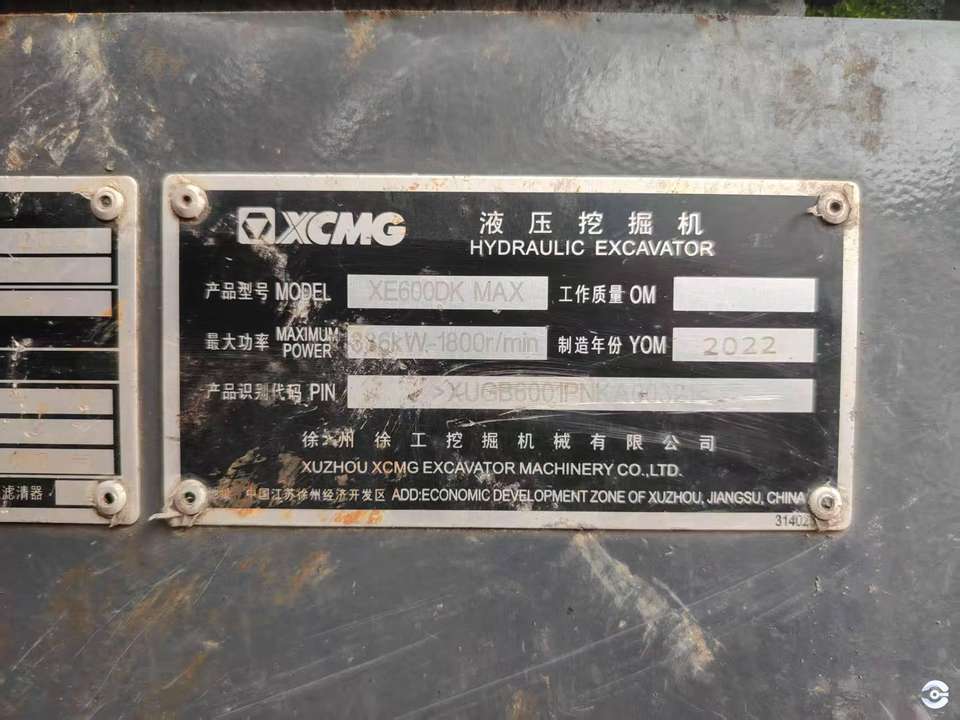 XCMG
液压挖掘机
HYDRAULIC EXCAVATOR
产品型号 MODEL XE600DK MAX 工作质量 OM
最大功率 MAXIMUM POWER kW-1800r/min 制造年份 YOM 2022
产品识别代码 PIN
徐州徐工挖掘机械有限公司
XUZHOU XCMG EXCAVATOR MACHINERY CO.,LTD.
中国江苏徐州经济开发区 ADD:ECONOMIC DEVELOPMENT ZONE OF XUZHOU, JIANGSU, CHINA
滤清器